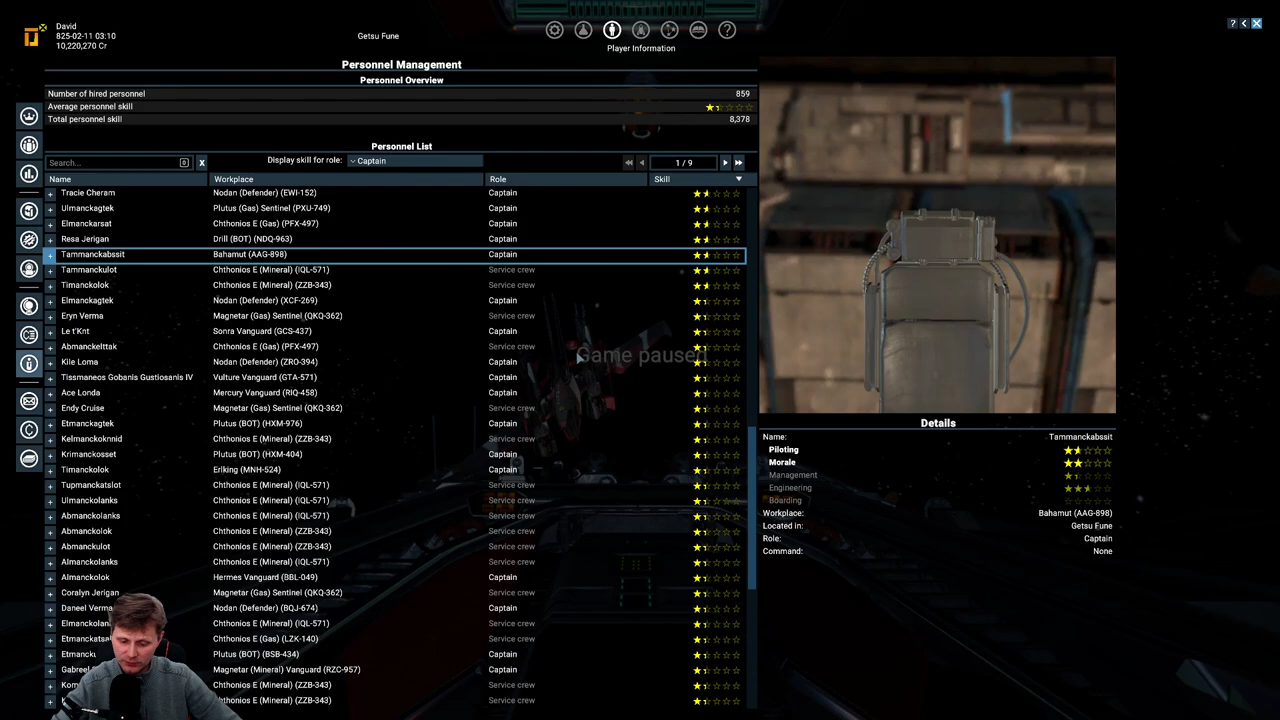 David
825-02-11 03:10
10,220,270 Cr
Getsu Fune
Player Information
Personnel Management
Personnel Overview
Number of hired personnel 859
Average personnel skill
Total personnel skill 8,378
Personnel List
Search... Display skill for role: Captain 1 / 9
Name Workplace Role Skill
Tracie Cheram Nodan (Defender) (EWI-152) Captain
Ulmanckagtek Plutus (Gas) Sentinel (PXU-749) Captain
Elmanckarsat Chthonios E (Gas) (PFX-497) Captain
Resa Jerigan Drill (BOT) (NDQ-963) Captain
Tammanckabssit Bahamut (AAG-898) Captain
Tammanckulot Chthonios E (Mineral) (IQL-571) Service crew
Timanckolok Chthonios E (Mineral) (ZZB-343) Service crew
Elmanckagtek Nodan (Defender) (XCF-269) Captain
Eryn Verma Magnetar (Gas) Sentinel (QKQ-362) Service crew
Le t'Knt Sonra Vanguard (GCS-437) Captain
Abmanckelttak Chthonios E (Gas) (PFX-497) Service crew
Kile Loma Nodan (Defender) (ZRO-394) Captain
Tissmaneos Gobanis Gustiosanis IV Vulture Vanguard (GTA-571) Captain
Ace Londa Mercury Vanguard (RIQ-458) Captain
Endy Cruise Magnetar (Gas) Sentinel (QKQ-362) Service crew
Etmanckagtek Plutus (BOT) (HXM-976) Captain
Kelmanckoknnid Chthonios E (Mineral) (ZZB-343) Service crew
Krimanckosset Plutus (BOT) (HXM-404) Captain
Timanckolok Erlking (MNH-524) Captain
Tupmanckatslot Chthonios E (Mineral) (IQL-571) Service crew
Ulmanckolanks Chthonios E (Mineral) (IQL-571) Service crew
Abmanckolanks Chthonios E (Mineral) (IQL-571) Service crew
Abmanckolok Chthonios E (Mineral) (ZZB-343) Service crew
Abmanckulot Chthonios E (Mineral) (ZZB-343) Service crew
Almanckolanks Chthonios E (Mineral) (IQL-571) Service crew
Almanckolok Hermes Vanguard (BBL-049) Captain
Coralyn Jerigan Magnetar (Gas) Sentinel (QKQ-362) Service crew
Daneel Verma Nodan (Defender) (BQJ-674) Captain
Chthonios E (Mineral) (IQL-571) Service crew
Chthonios E (Gas) (LZK-140) Service crew
Plutus (BOT) (BSB-434) Captain
Magnetar (Mineral) Vanguard (RZC-957) Captain
Chthonios E (Mineral) (ZZB-343) Service crew
Chthonios E (Mineral) (ZZB-343) Service crew
Game paused
Details
Name: Tammanckabssit
Piloting
Morale
Management
Engineering
Boarding
Workplace: Bahamut (AAG-898)
Located in: Getsu Fune
Role: Captain
Command: None